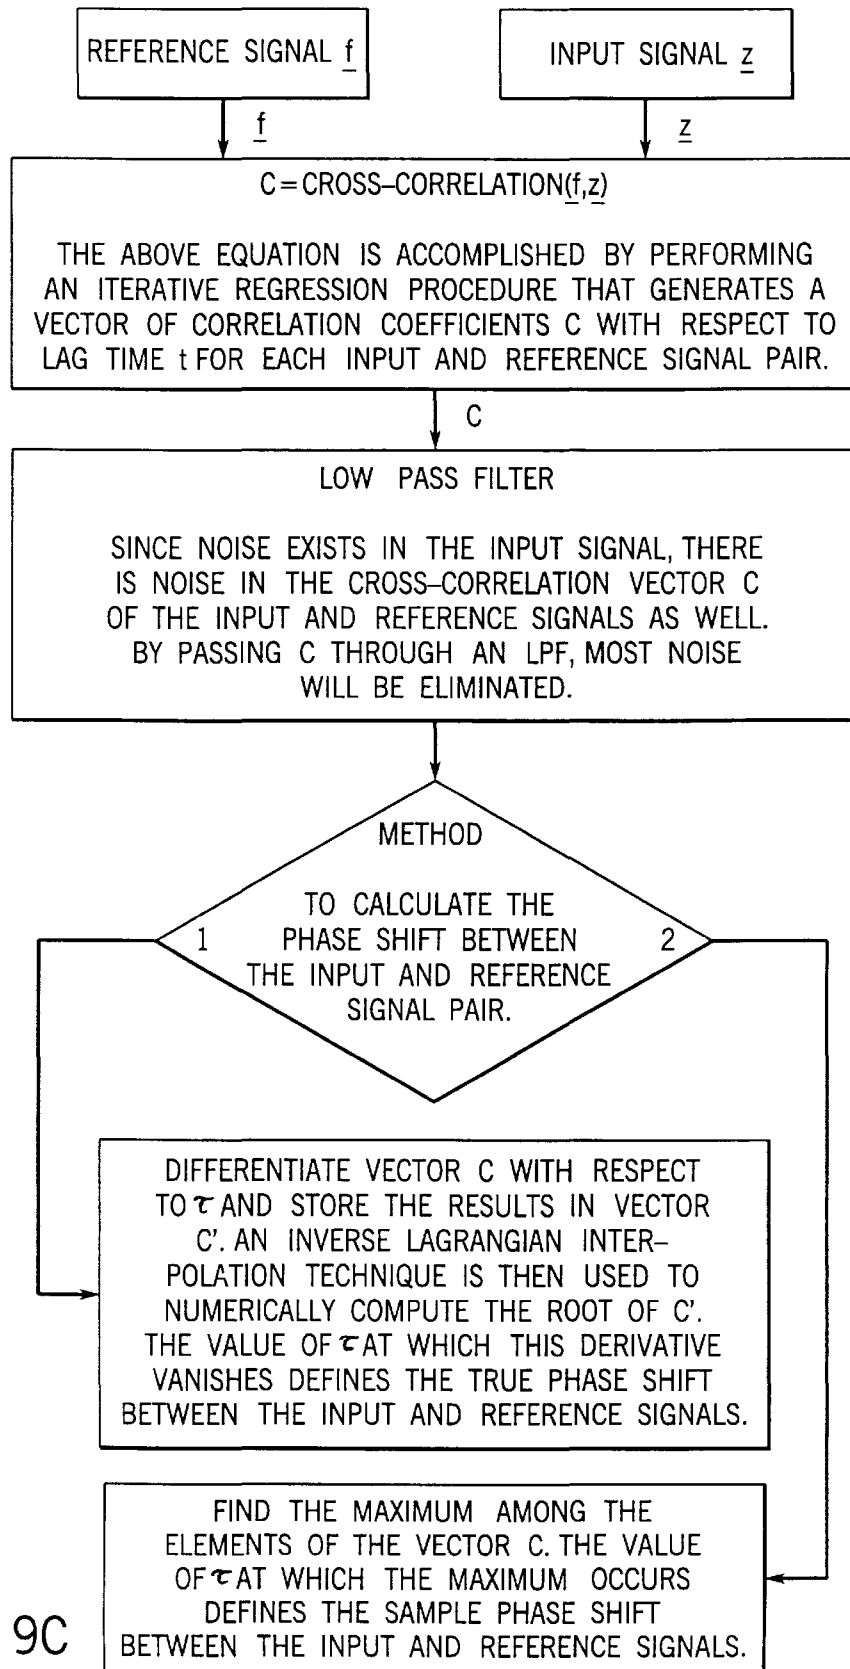 REFERENCE SIGNAL f
INPUT SIGNAL z
f
z
C=CROSS-CORRELATION(f,z)
THE ABOVE EQUATION IS ACCOMPLISHED BY PERFORMING
AN ITERATIVE REGRESSION PROCEDURE THAT GENERATES A
VECTOR OF CORRELATION COEFFICIENTS C WITH RESPECT TO
LAG TIME t FOR EACH INPUT AND REFERENCE SIGNAL PAIR.
C
LOW PASS FILTER
SINCE NOISE EXISTS IN THE INPUT SIGNAL, THERE
IS NOISE IN THE CROSS-CORRELATION VECTOR C
OF THE INPUT AND REFERENCE SIGNALS AS WELL.
BY PASSING C THROUGH AN LPF, MOST NOISE
WILL BE ELIMINATED.
METHOD
TO CALCULATE THE
1 PHASE SHIFT BETWEEN 2
THE INPUT AND REFERENCE
SIGNAL PAIR.
DIFFERENTIATE VECTOR C WITH RESPECT
TO τ AND STORE THE RESULTS IN VECTOR
C'. AN INVERSE LAGRANGIAN INTER-
POLATION TECHNIQUE IS THEN USED TO
NUMERICALLY COMPUTE THE ROOT OF C'.
THE VALUE OF τ AT WHICH THIS DERIVATIVE
VANISHES DEFINES THE TRUE PHASE SHIFT
BETWEEN THE INPUT AND REFERENCE SIGNALS.
FIND THE MAXIMUM AMONG THE
ELEMENTS OF THE VECTOR C. THE VALUE
OF τ AT WHICH THE MAXIMUM OCCURS
DEFINES THE SAMPLE PHASE SHIFT
BETWEEN THE INPUT AND REFERENCE SIGNALS.
9C